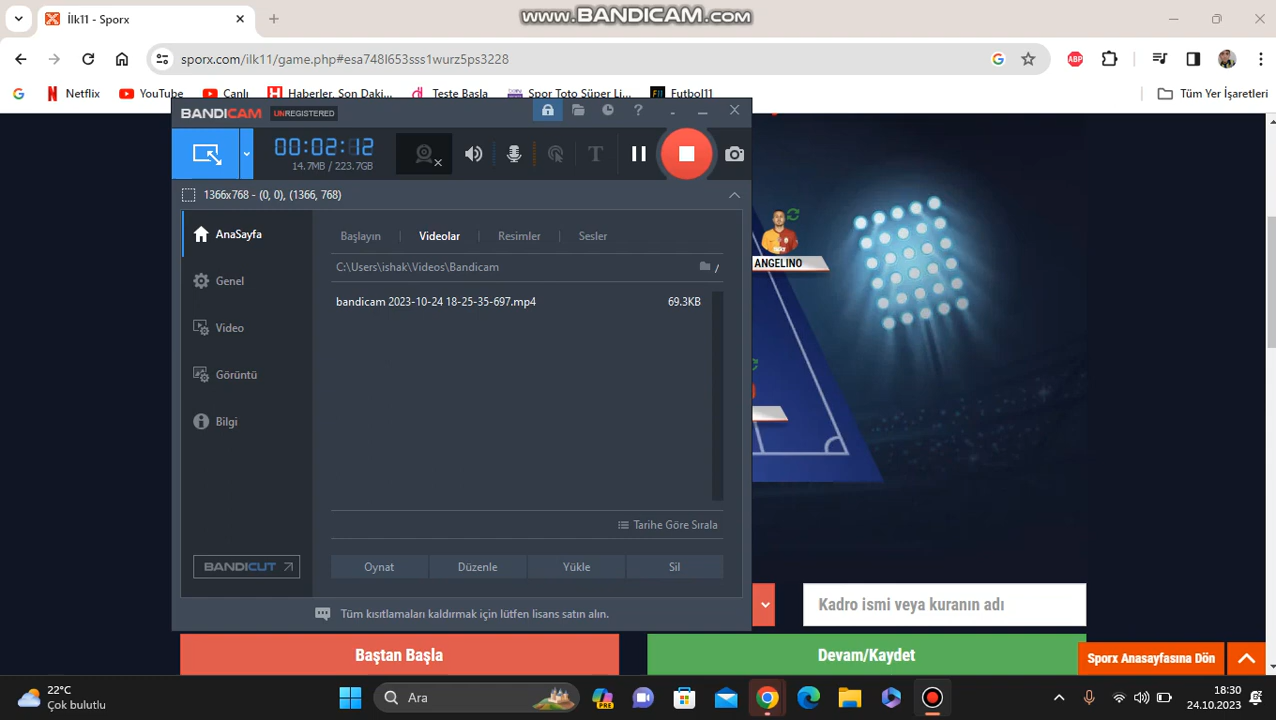 www.BANDICAM.com
İlk11 - Sporx
sporx.com/ilk11/game.php#esa748l653sss1wurz5ps3228
ABP
Netflix
YouTube
Canlı
Haberler, Son Daki...
Teste Başla
Spor Toto Süper Li...
Futbol11
Tüm Yer İşaretleri
BANDICAM
UNREGISTERED
00:02:12
14.7MB / 223.7GB
1366x768 - (0, 0), (1366, 768)
AnaSayfa
Genel
Video
Görüntü
Bilgi
BANDICUT
Başlayın
Videolar
Resimler
Sesler
C:\Users\ishak\Videos\Bandicam
bandicam 2023-10-24 18-25-35-697.mp4
69.3KB
Tarihe Göre Sırala
Oynat
Düzenle
Yükle
Sil
Tüm kısıtlamaları kaldırmak için lütfen lisans satın alın.
ANGELINO
Kadro ismi veya kuranın adı
Baştan Başla
Devam/Kaydet
Sporx Anasayfasına Dön
22°C
Çok bulutlu
Ara
PRE
18:30
24.10.2023